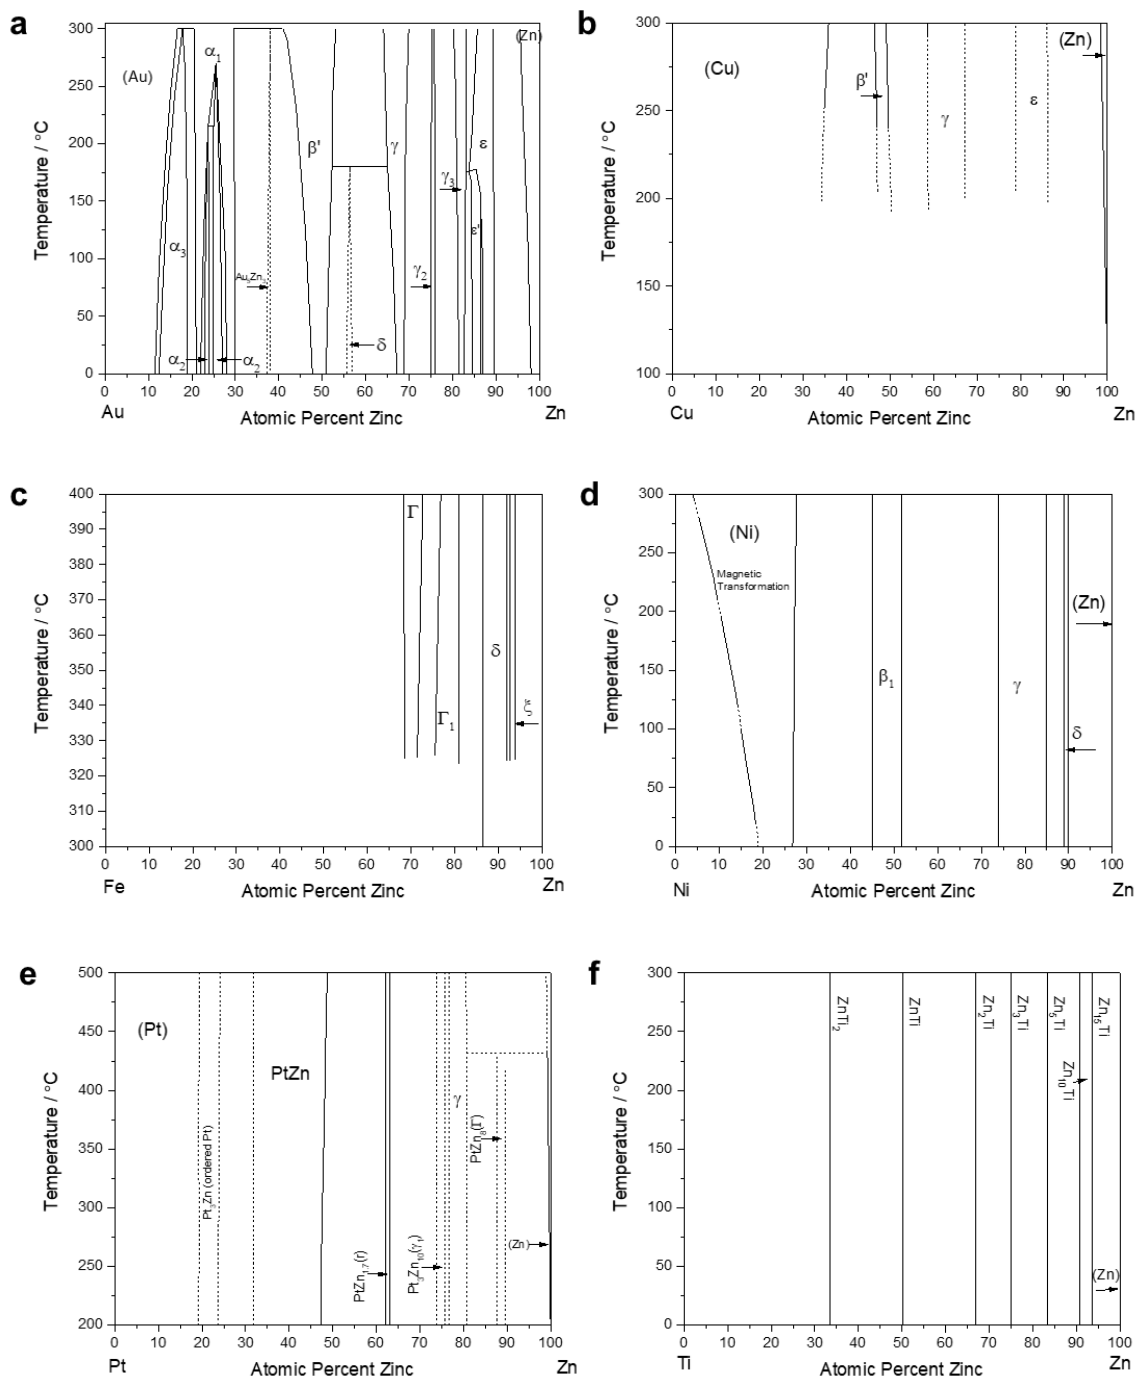 a
300
250
200
150
100
50
0
Temperature / °C
(Au)
α₁
(Zn)
β'
γ
ε
α₃
γ₃
ε'
γ₂
δ
α₂
α₂
0 10 20 30 40 50 60 70 80 90 100
Au Atomic Percent Zinc Zn
b
300
250
200
150
100
Temperature / °C
(Cu)
(Zn)
β'
γ
ε
0 10 20 30 40 50 60 70 80 90 100
Cu Atomic Percent Zinc Zn
c
400
390
380
370
360
350
340
330
320
310
300
Temperature / °C
Γ
δ
Γ₁
ξ
0 10 20 30 40 50 60 70 80 90 100
Fe Atomic Percent Zinc Zn
d
300
250
200
150
100
50
0
Temperature / °C
(Ni)
Magnetic
Transformation
(Zn)
β₁
γ
δ
0 10 20 30 40 50 60 70 80 90 100
Ni Atomic Percent Zinc Zn
e
500
450
400
350
300
250
200
Temperature / °C
(Pt)
PtZn
γ
Pt₃Zn (ordered Pt)
PtZn₈(Γ)
PtZn₁.₇(r)
Pt₃Zn₁₀(γ₁)
(Zn)
0 10 20 30 40 50 60 70 80 90 100
Pt Atomic Percent Zinc Zn
f
300
250
200
150
100
50
0
Temperature / °C
ZnTi₂
ZnTi
Zn₂Ti
Zn₃Ti
Zn₅Ti
Zn₁₀Ti
Zn₁₅Ti
(Zn)
0 10 20 30 40 50 60 70 80 90 100
Ti Atomic Percent Zinc Zn